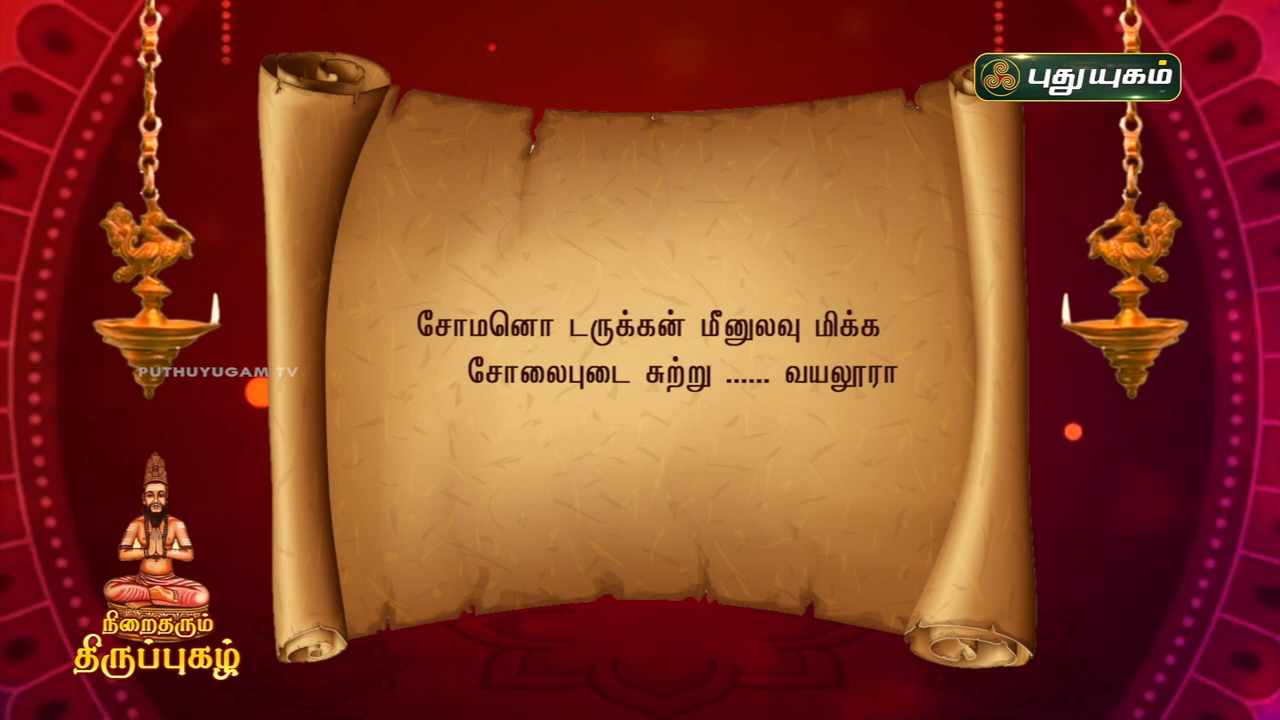 புதுயுகம்
சோமனொ டருக்கன் மீனுலவு மிக்க
சோலைபுடை சுற்று ...... வயலூரா
PUTHUYUGAM TV
நிறைதரும்
திருப்புகழ்